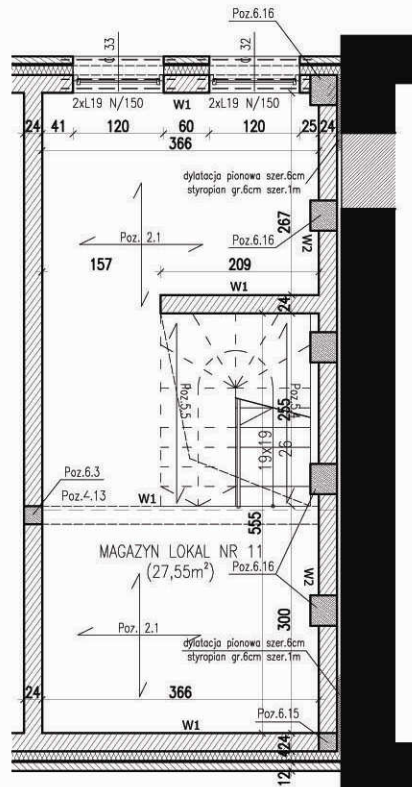 Poz.6.16
33
32
2xL19 N/150
W1
2xL19 N/150
24 41 120 60 120 25 24
366
dylatacja pionowa szer.6cm
styropian gr.6cm szer.1m
267
Poz. 2.1
Poz.6.16
W2
157
209
W1
24
Poz.5.5
255
19x19
26
Poz.6.3
Poz.4.13
W1
555
MAGAZYN LOKAL NR 11
(27,55m²)
Poz.6.16
W2
300
Poz. 2.1
dylatacja pionowa szer.6cm
styropian gr.6cm szer.1m
24
366
Poz.6.15
W1
24
4
12